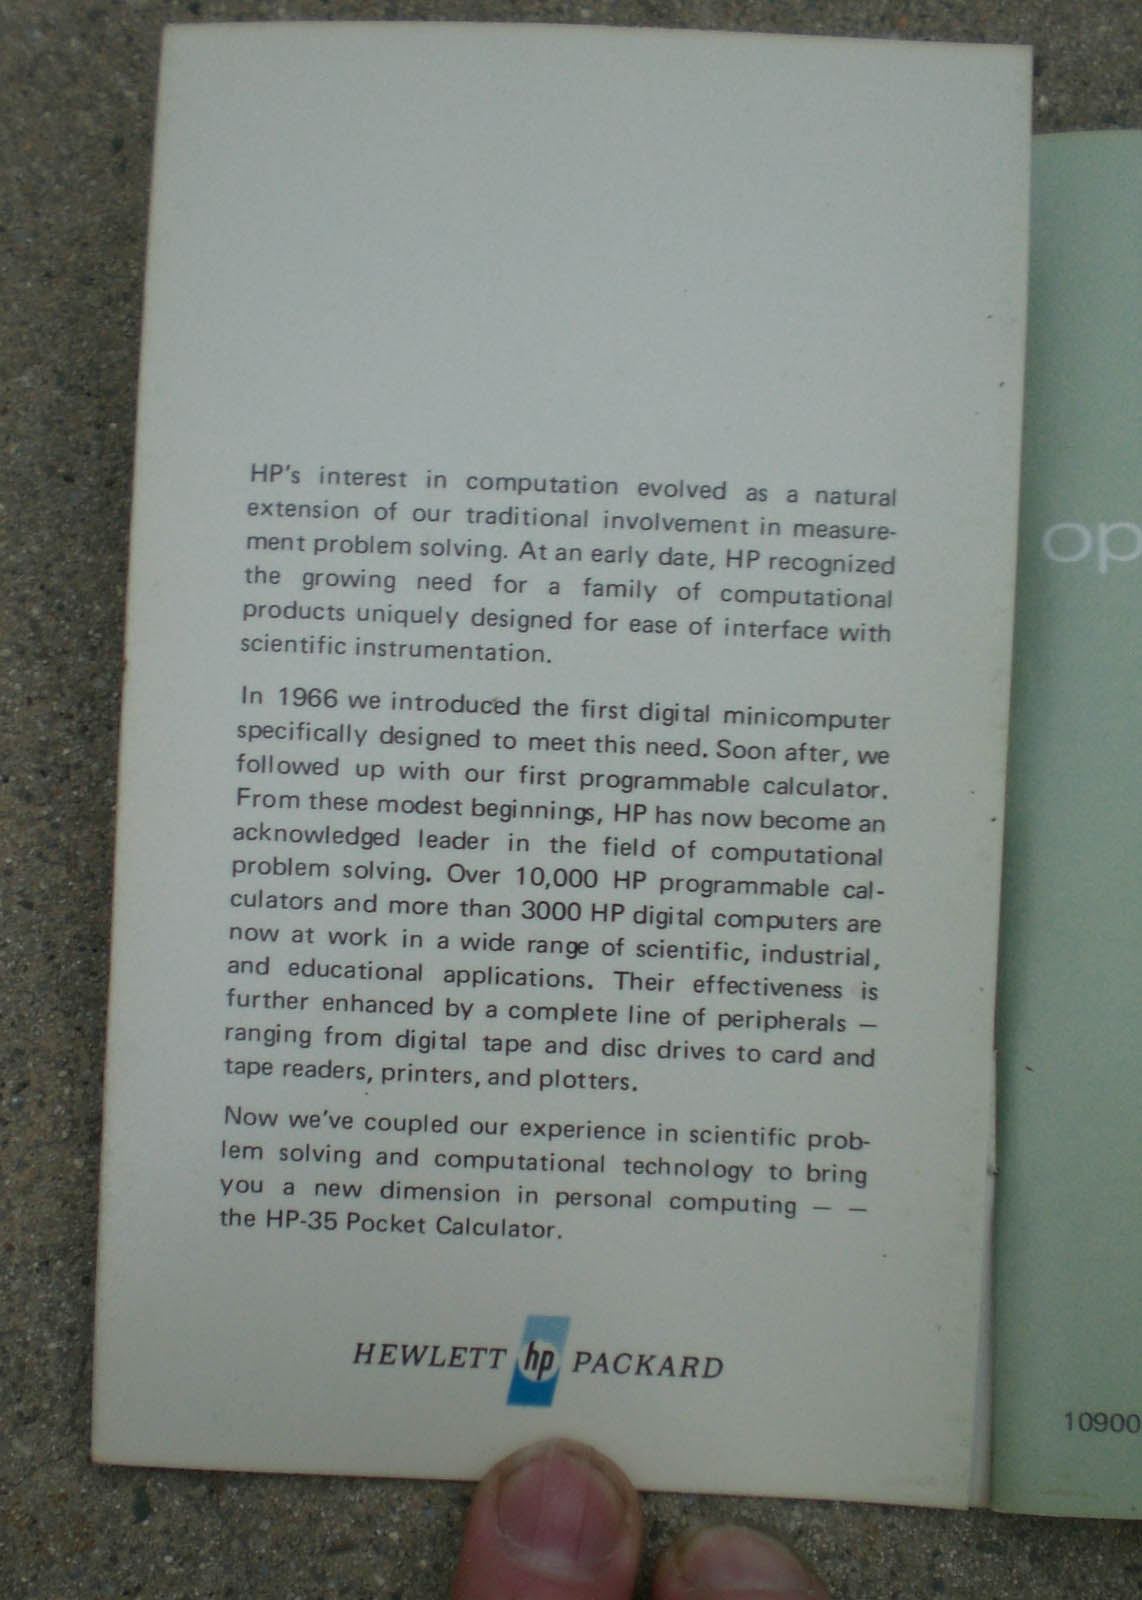 HP's interest in computation evolved as a natural
extension of our traditional involvement in measure-
ment problem solving. At an early date, HP recognized
the growing need for a family of computational
products uniquely designed for ease of interface with
scientific instrumentation.
In 1966 we introduced the first digital minicomputer
specifically designed to meet this need. Soon after, we
followed up with our first programmable calculator.
From these modest beginnings, HP has now become an
acknowledged leader in the field of computational
problem solving. Over 10,000 HP programmable cal-
culators and more than 3000 HP digital computers are
now at work in a wide range of scientific, industrial,
and educational applications. Their effectiveness is
further enhanced by a complete line of peripherals —
ranging from digital tape and disc drives to card and
tape readers, printers, and plotters.
Now we've coupled our experience in scientific prob-
lem solving and computational technology to bring
you a new dimension in personal computing — —
the HP-35 Pocket Calculator.
HEWLETT hp PACKARD
op
10900